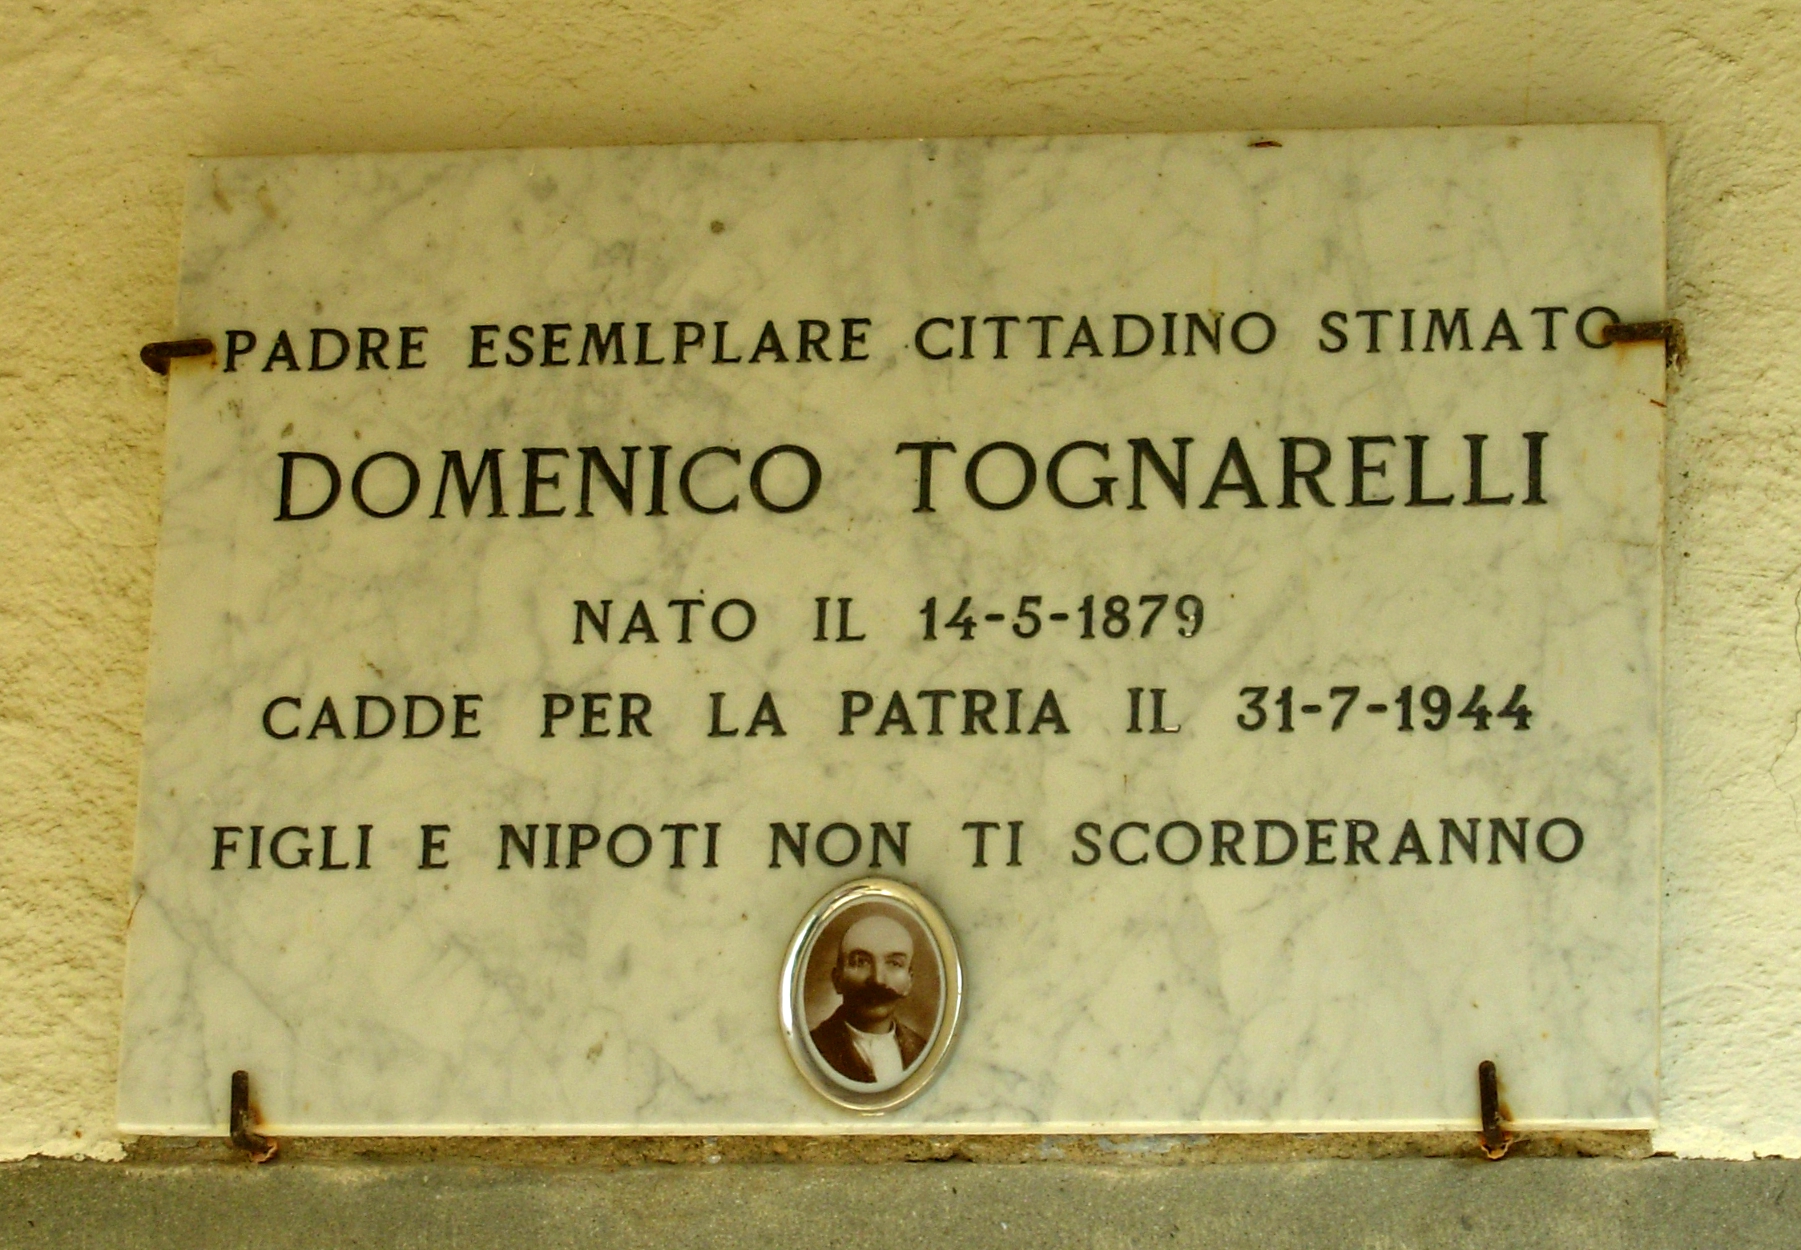 PADRE ESEMLPLARE CITTADINO STIMATO
DOMENICO TOGNARELLI
NATO IL 14-5-1879
CADDE PER LA PATRIA IL 31-7-1944
FIGLI E NIPOTI NON TI SCORDERANNO